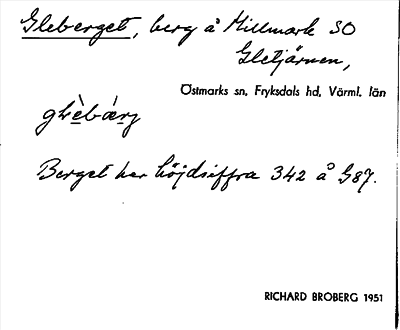 Gleberget, berg å Millmark SO
Gletjärnen,
Östmarks sn, Fryksdals hd, Värml. län
Berget har höjdsiffra 342 å G87.
RICHARD BROBERG 1951